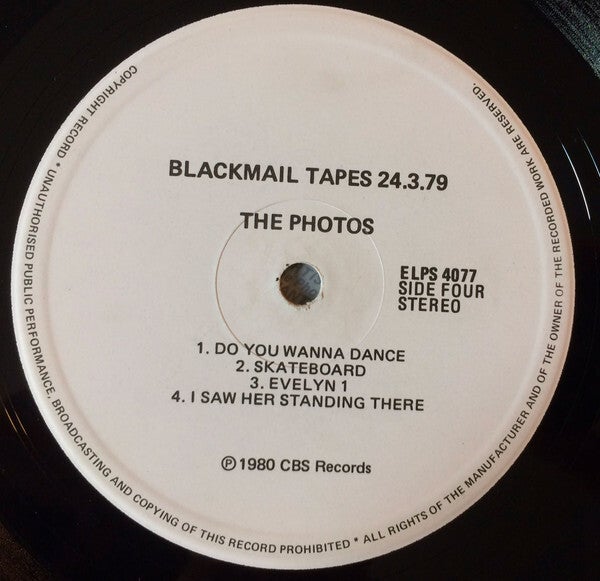 BLACKMAIL TAPES 24.3.79
THE PHOTOS
ELPS 4077
SIDE FOUR
STEREO
1. DO YOU WANNA DANCE
2. SKATEBOARD
3. EVELYN 1
4. I SAW HER STANDING THERE
℗ 1980 CBS Records
COPYRIGHT RECORD * UNAUTHORISED PUBLIC PERFORMANCE, BROADCASTING AND COPYING OF THIS RECORD PROHIBITED * ALL RIGHTS OF THE MANUFACTURER AND OF THE OWNER OF THE RECORDED WORK ARE RESERVED.